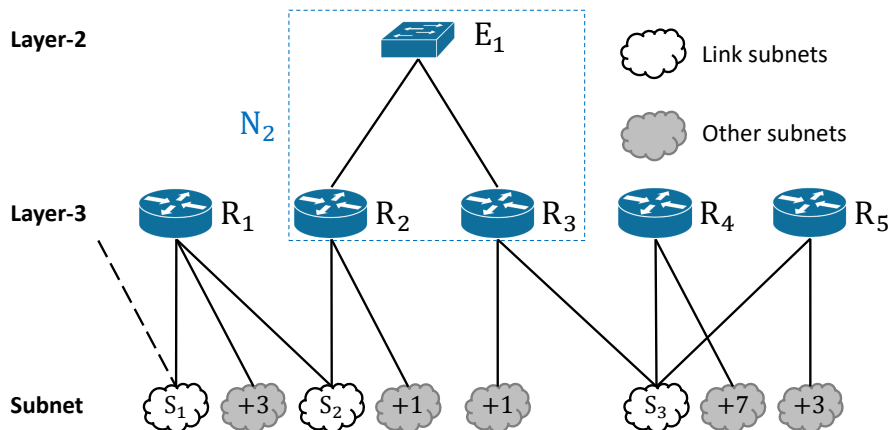 Layer-2
E₁
Link subnets
N₂
Other subnets
Layer-3
R₁
R₂
R₃
R₄
R₅
Subnet
S₁
+3
S₂
+1
+1
S₃
+7
+3